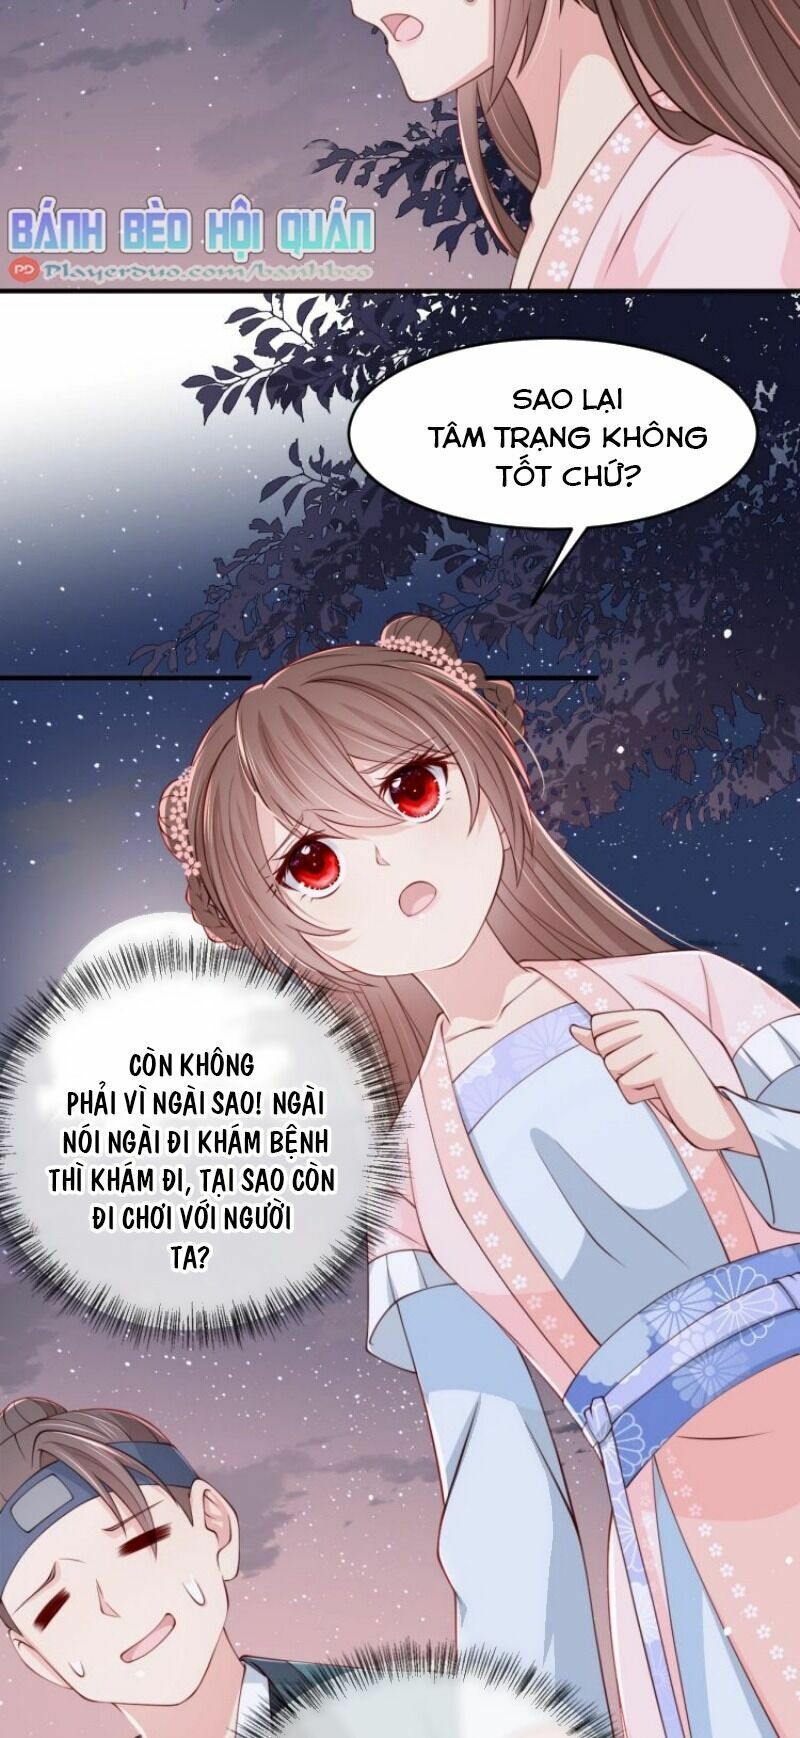 BÁNH BÈO HỘI QUÁN
PD Playerduo.com/banhbeo
SAO LẠI
TÂM TRẠNG KHÔNG
TỐT CHỨ?
CÒN KHÔNG
PHẢI VÌ NGÀI SAO! NGÀI
NÓI NGÀI ĐI KHÁM BỆNH
THÌ KHÁM ĐI, TẠI SAO CÒN
ĐI CHƠI VỚI NGƯỜI
TA?